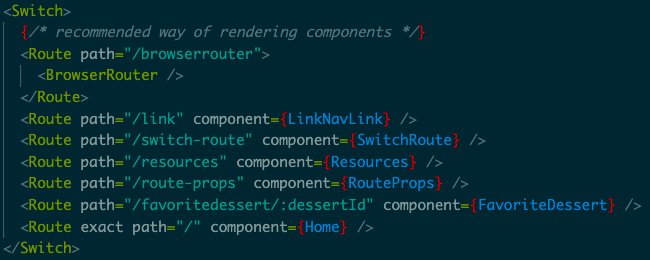 <Switch>
{/* recommended way of rendering components */}
<Route path="/browserrouter">
<BrowserRouter />
</Route>
<Route path="/link" component={LinkNavLink} />
<Route path="/switch-route" component={SwitchRoute} />
<Route path="/resources" component={Resources} />
<Route path="/route-props" component={RouteProps} />
<Route path="/favoritedessert/:dessertId" component={FavoriteDessert} />
<Route exact path="/" component={Home} />
</Switch>